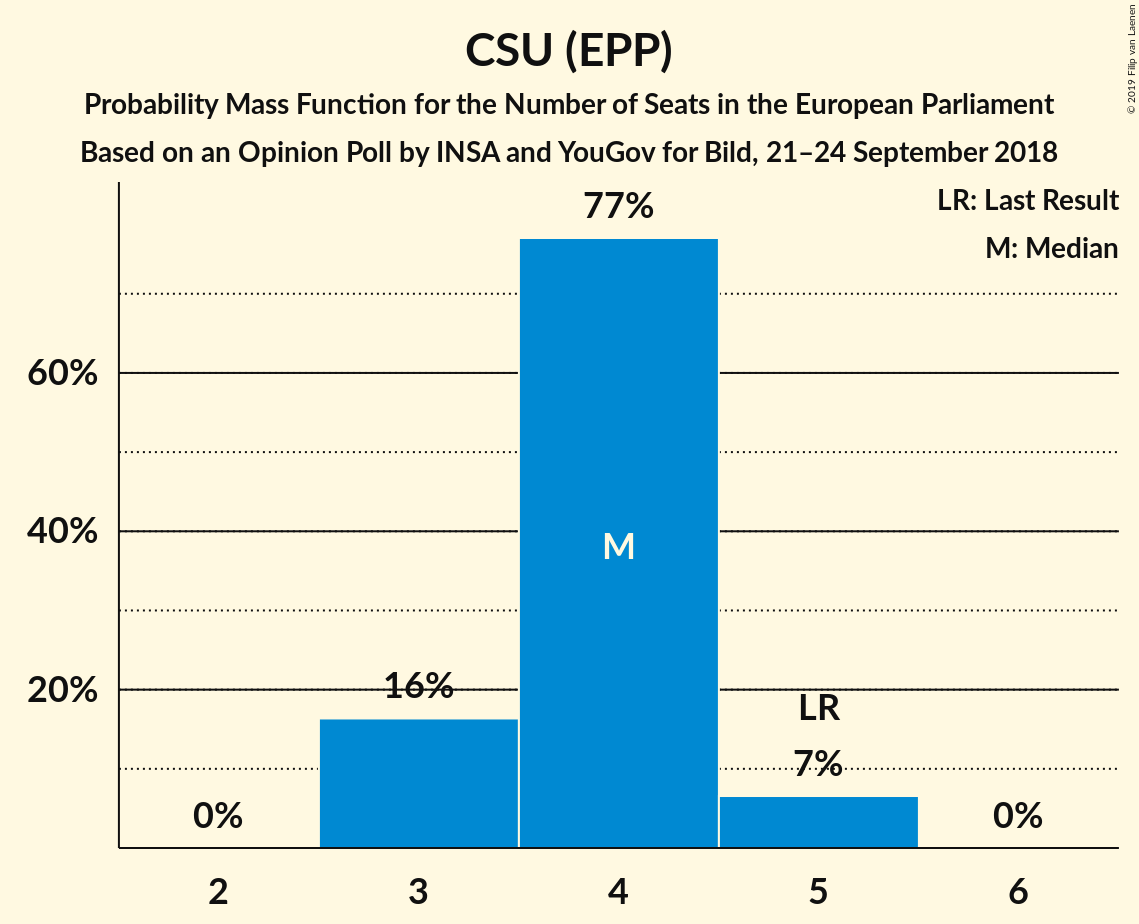 CSU (EPP)
Probability Mass Function for the Number of Seats in the European Parliament
Based on an Opinion Poll by INSA and YouGov for Bild, 21–24 September 2018
© 2019 Filip van Laenen
LR: Last Result
M: Median
77%
60%
40%
M
20%
16%
LR
7%
0%
0%
2
3
4
5
6